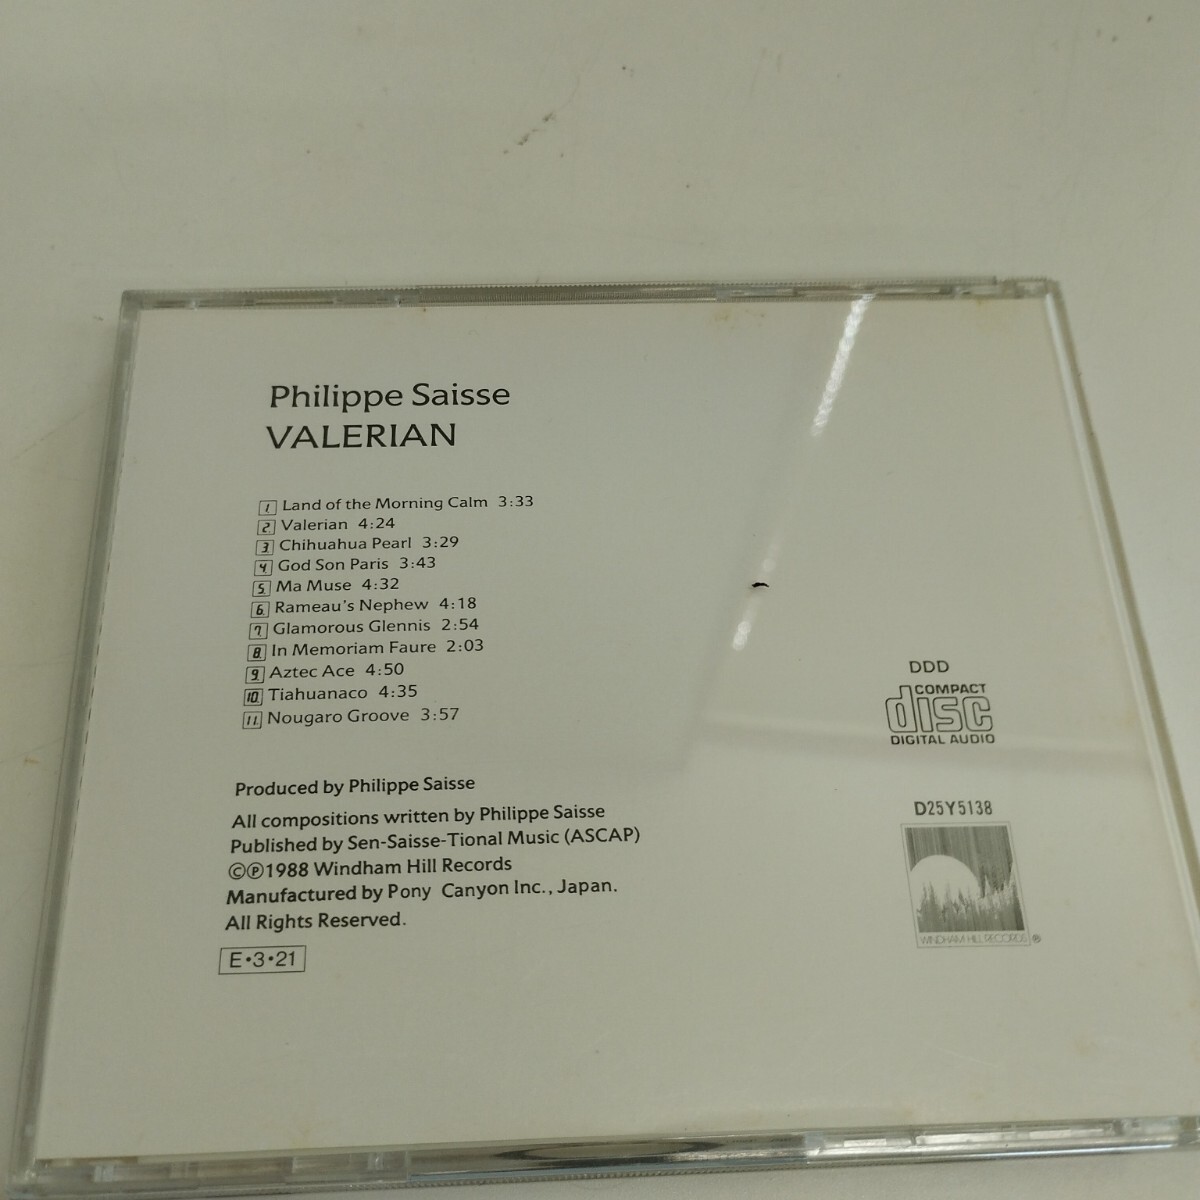 Philippe Saisse
VALERIAN
1 Land of the Morning Calm 3:33
2. Valerian 4:24
3. Chihuahua Pearl 3:29
4. God Son Paris 3:43
5. Ma Muse 4:32
6. Rameau's Nephew 4:18
7. Glamorous Glennis 2:54
8. In Memoriam Faure 2:03
9. Aztec Ace 4:50
10. Tiahuanaco 4:35
11. Nougaro Groove 3:57
Produced by Philippe Saisse
All compositions written by Philippe Saisse
Published by Sen-Saisse-Tional Music (ASCAP)
©℗1988 Windham Hill Records
Manufactured by Pony Canyon Inc., Japan.
All Rights Reserved.
E•3•21
DDD
COMPACT
disc
DIGITAL AUDIO
D25Y5138
WINDHAM HILL RECORDS ®